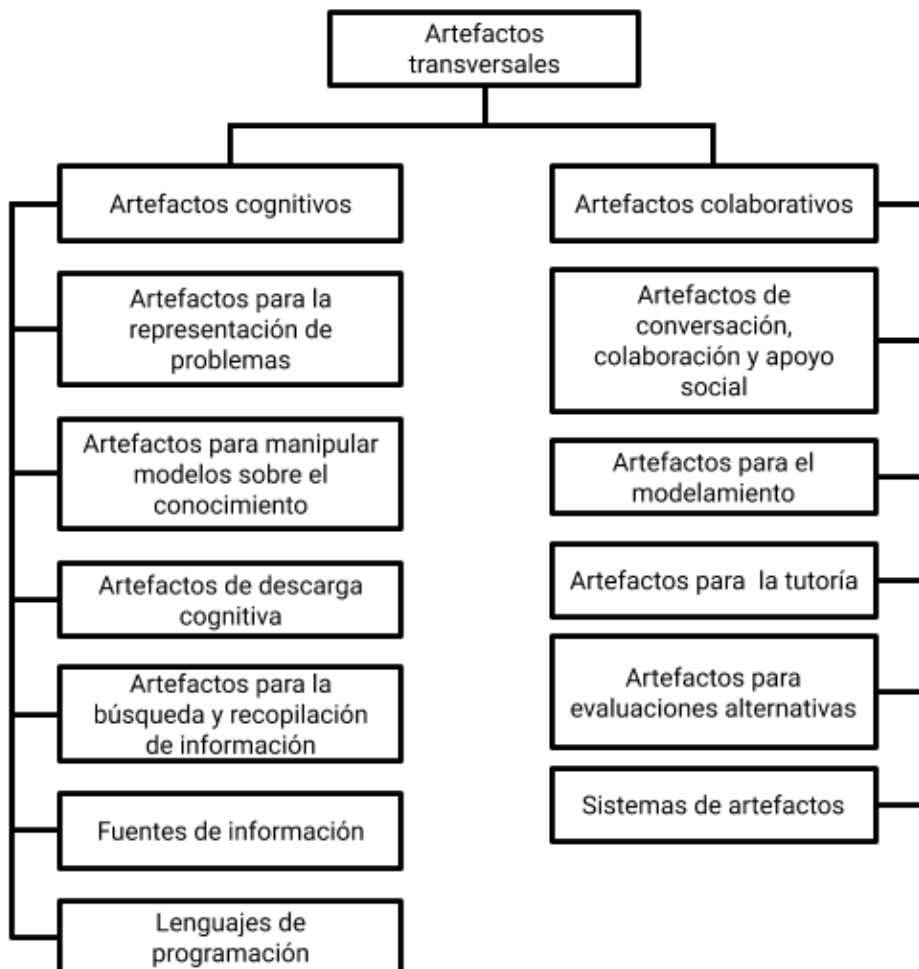 Artefactos
transversales
Artefactos cognitivos
Artefactos para la
representación de
problemas
Artefactos para manipular
modelos sobre el
conocimiento
Artefactos de descarga
cognitiva
Artefactos para la
búsqueda y recopilación
de información
Fuentes de información
Lenguajes de
programación
Artefactos colaborativos
Artefactos de
conversación,
colaboración y apoyo
social
Artefactos para el
modelamiento
Artefactos para  la tutoría
Artefactos para
evaluaciones alternativas
Sistemas de artefactos